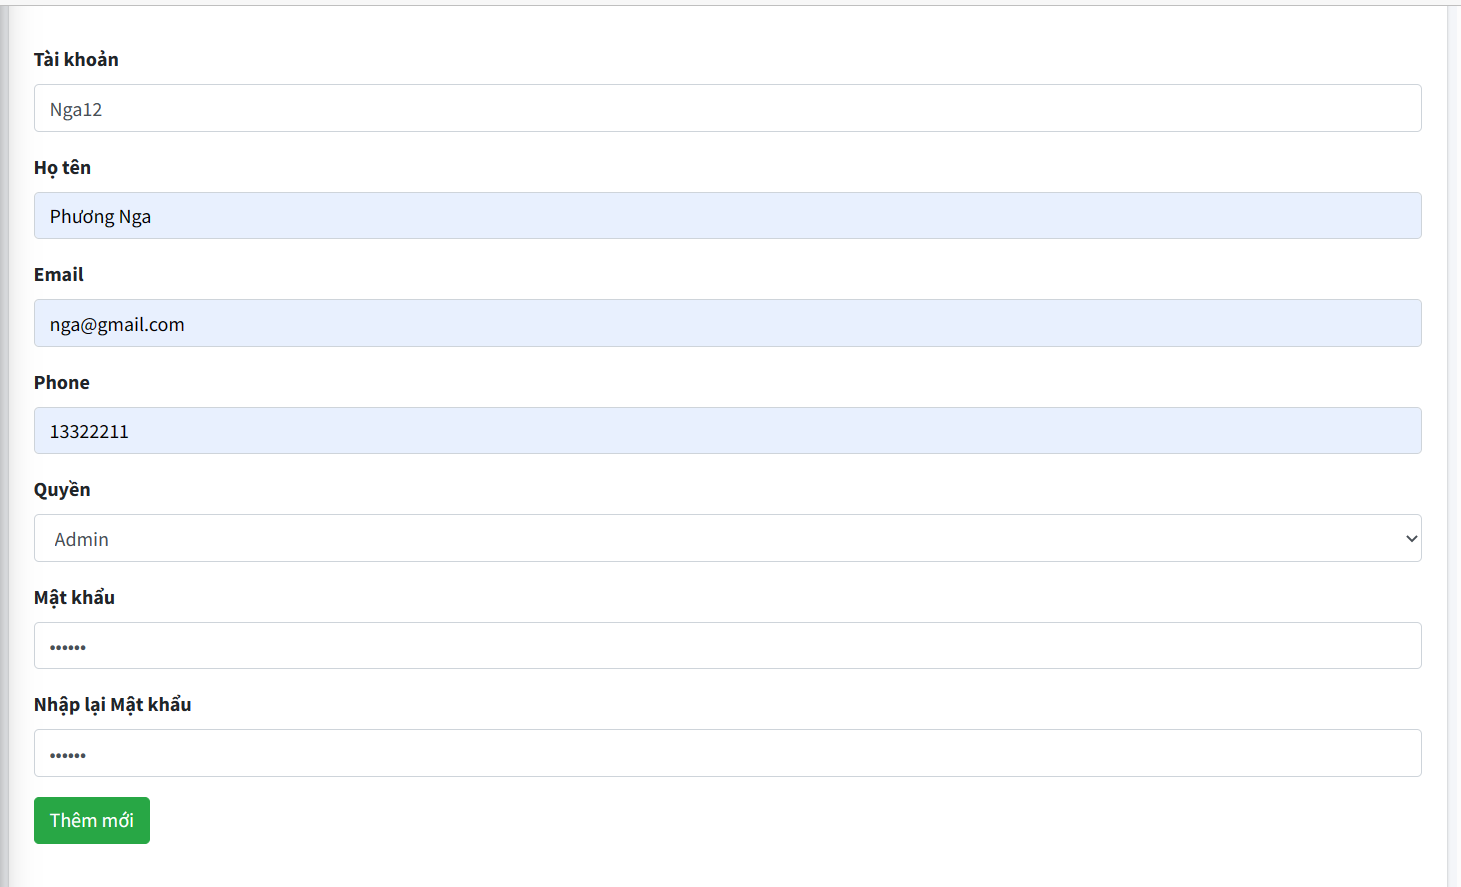 Tài khoản
Nga12
Họ tên
Phương Nga
Email
nga@gmail.com
Phone
13322211
Quyền
Admin
Mật khẩu
••••••
Nhập lại Mật khẩu
••••••
Thêm mới